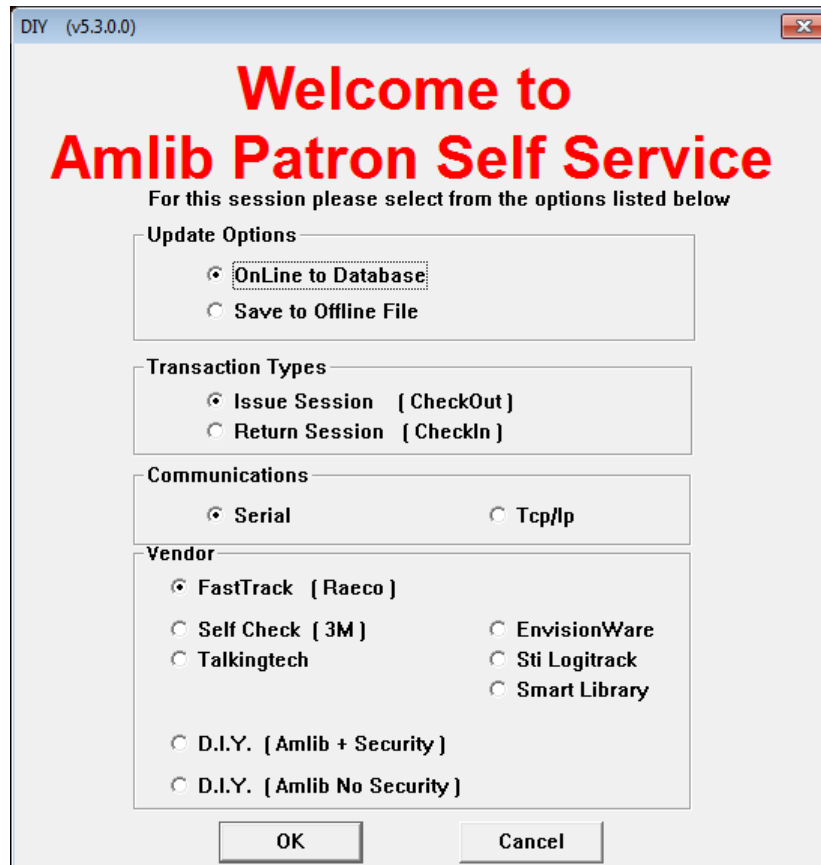 DIY (v5.3.0.0)
Welcome to
Amlib Patron Self Service
For this session please select from the options listed below
Update Options
OnLine to Database
Save to Offline File
Transaction Types
Issue Session [ CheckOut ]
Return Session [ CheckIn ]
Communications
Serial Tcp/Ip
Vendor
FastTrack [ Raeco ]
Self Check [ 3M ] EnvisionWare
Talkingtech Sti Logitrack
Smart Library
D.I.Y. [ Amlib + Security ]
D.I.Y. [ Amlib No Security ]
OK Cancel